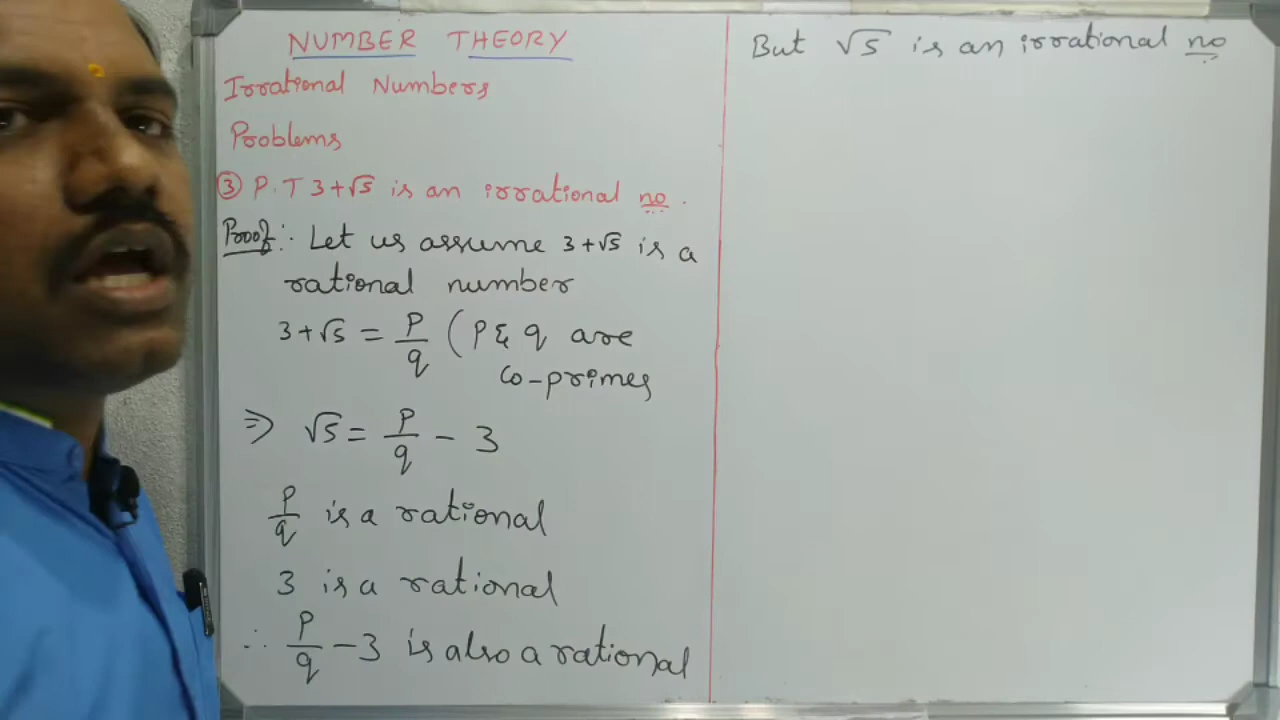 NUMBER THEORY
Irrational Numbers
Problems
③ P.T 3+√5 is an irrational no.
Proof:- Let us assume 3+√5 is a
rational number
3+√5 = p/q (p & q are
co-primes
⇒ √5 = p/q - 3
p/q is a rational
3 is a rational
∴ p/q - 3 is also a rational
But √5 is an irrational no